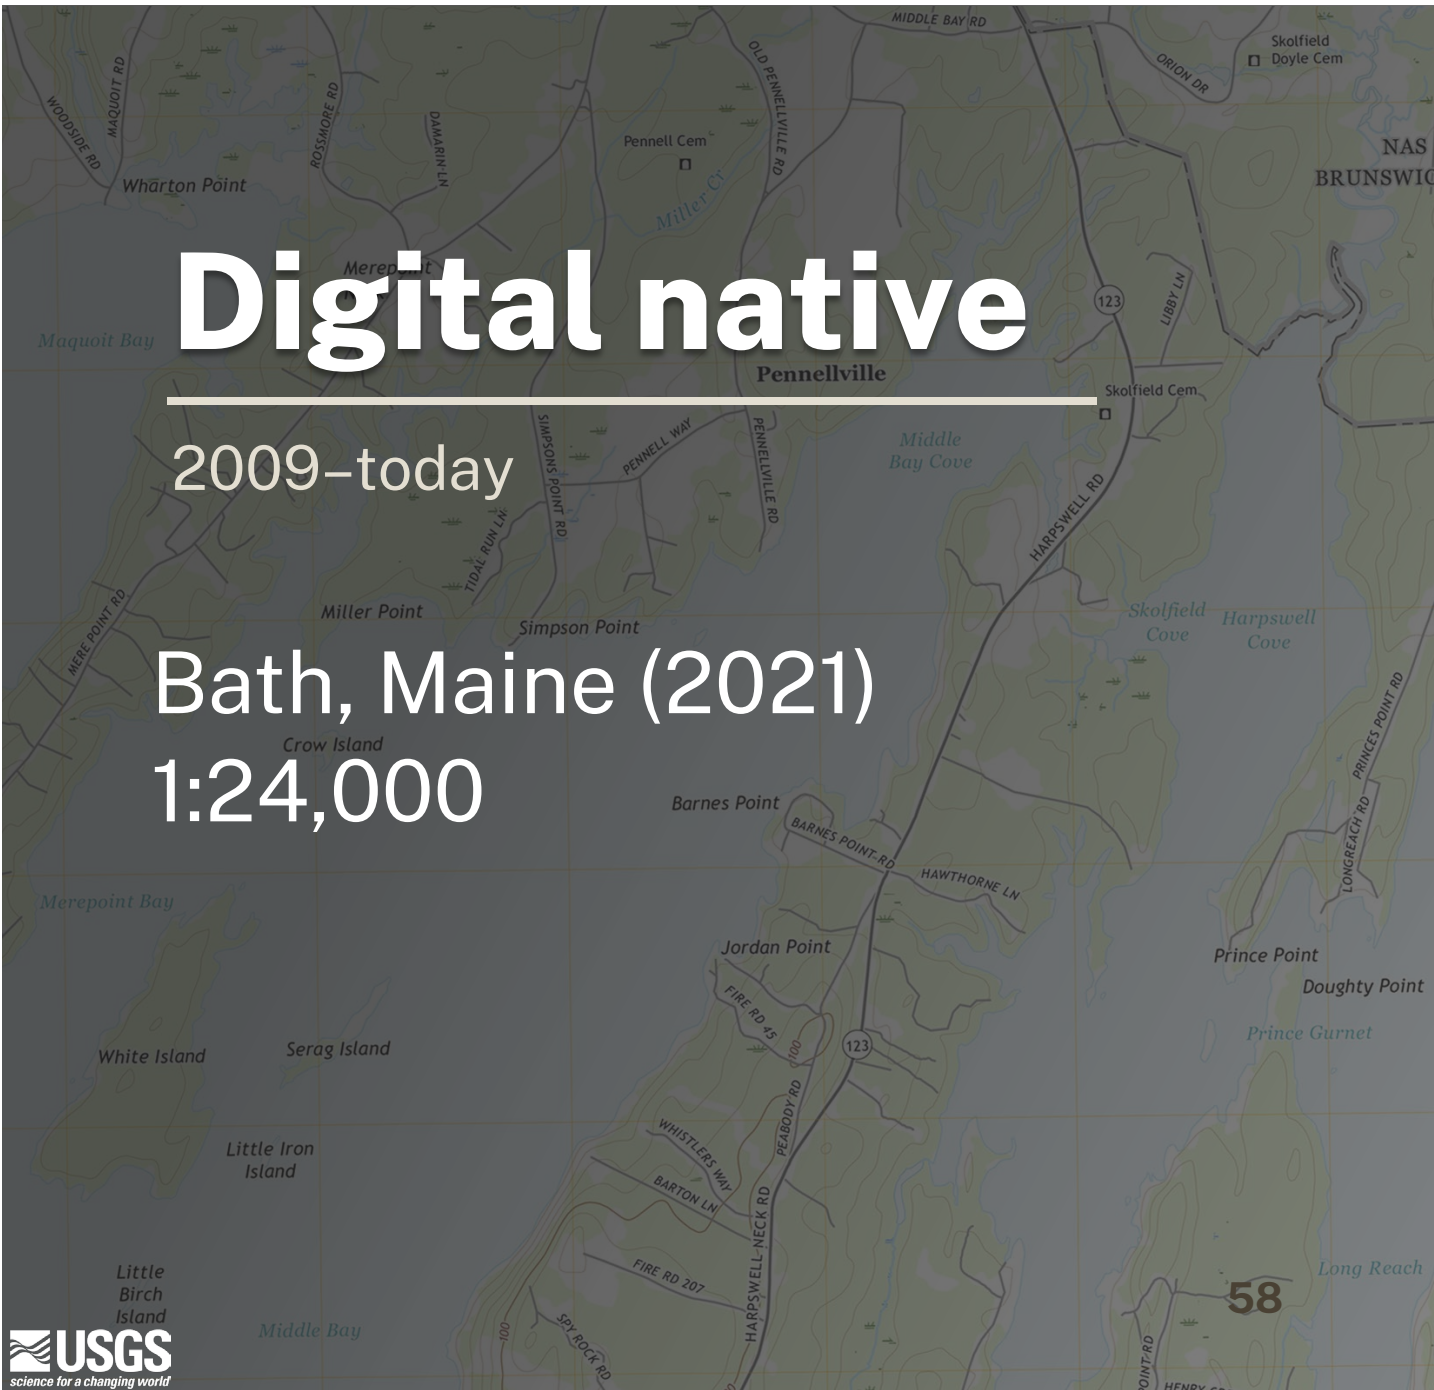 MIDDLE BAY RD
Skolfield
Doyle Cem
ORION DR
OLD PENNELLVILLE RD
MAQUOIT RD
WOODSIDE RD
ROSSMORE RD
DAMARIN LN
Pennell Cem
NAS
Wharton Point
Miller Cr
Digital native
Maquoit Bay
123
LIBBY LN
Pennellville
Skolfield Cem
2009–today
SIMPSONS POINT RD
PENNELL WAY
PENNELLVILLE RD
Middle
Bay Cove
HARPSWELL RD
TIDAL RUN LN
MERE POINT RD
Miller Point
Simpson Point
Skolfield
Cove
Harpswell
Cove
Bath, Maine (2021)
Crow Island
1:24,000
PRINCES POINT RD
Barnes Point
BARNES POINT RD
HAWTHORNE LN
LONGREACH RD
Merepoint Bay
Jordan Point
Prince Point
Doughty Point
FIRE RD 45
Prince Gurnet
White Island
Serag Island
100
123
PEABODY RD
Little Iron
Island
WHISTLERS WAY
BARTON LN
HARPSWELL NECK RD
FIRE RD 207
Little
Birch
Island
Long Reach
58
Middle Bay
100
SPY ROCK RD
POINT RD
USGS
science for a changing world